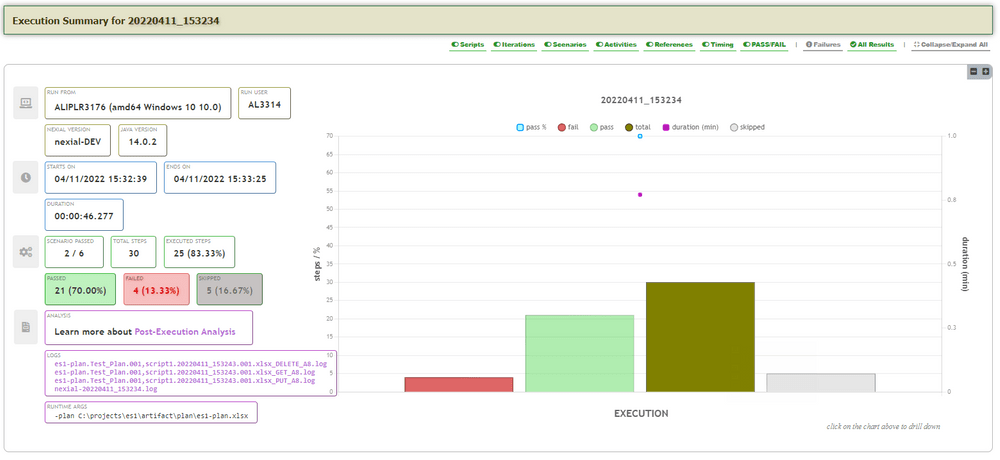 Execution Summary for 20220411_153234
Scripts Iterations Scenarios Activities References Timing PASS/FAIL | Failures All Results | Collapse/Expand All
RUN FROM
ALIPLR3176 (amd64 Windows 10 10.0)
RUN USER
AL3314
NEXIAL VERSION
nexial-DEV
JAVA VERSION
14.0.2
STARTS ON
04/11/2022 15:32:39
ENDS ON
04/11/2022 15:33:25
DURATION
00:00:46.277
SCENARIO PASSED
2 / 6
TOTAL STEPS
30
EXECUTED STEPS
25 (83.33%)
PASSED
21 (70.00%)
FAILED
4 (13.33%)
SKIPPED
5 (16.67%)
ANALYSIS
Learn more about Post-Execution Analysis
LOGS
es1-plan.Test_Plan.001,script1.20220411_153243.001.xlsx_DELETE_A8.log
es1-plan.Test_Plan.001,script1.20220411_153243.001.xlsx_GET_A8.log
es1-plan.Test_Plan.001,script1.20220411_153243.001.xlsx_PUT_A8.log
nexial-20220411_153234.log
RUNTIME ARGS
-plan C:\projects\es1\artifact\plan\es1-plan.xlsx
20220411_153234
pass % fail pass total duration (min) skipped
70
65
60
55
50
45
40
35
30
25
20
15
10
5
0
steps / %
1.0
0.8
0.5
0.3
0
duration (min)
EXECUTION
click on the chart above to drill down